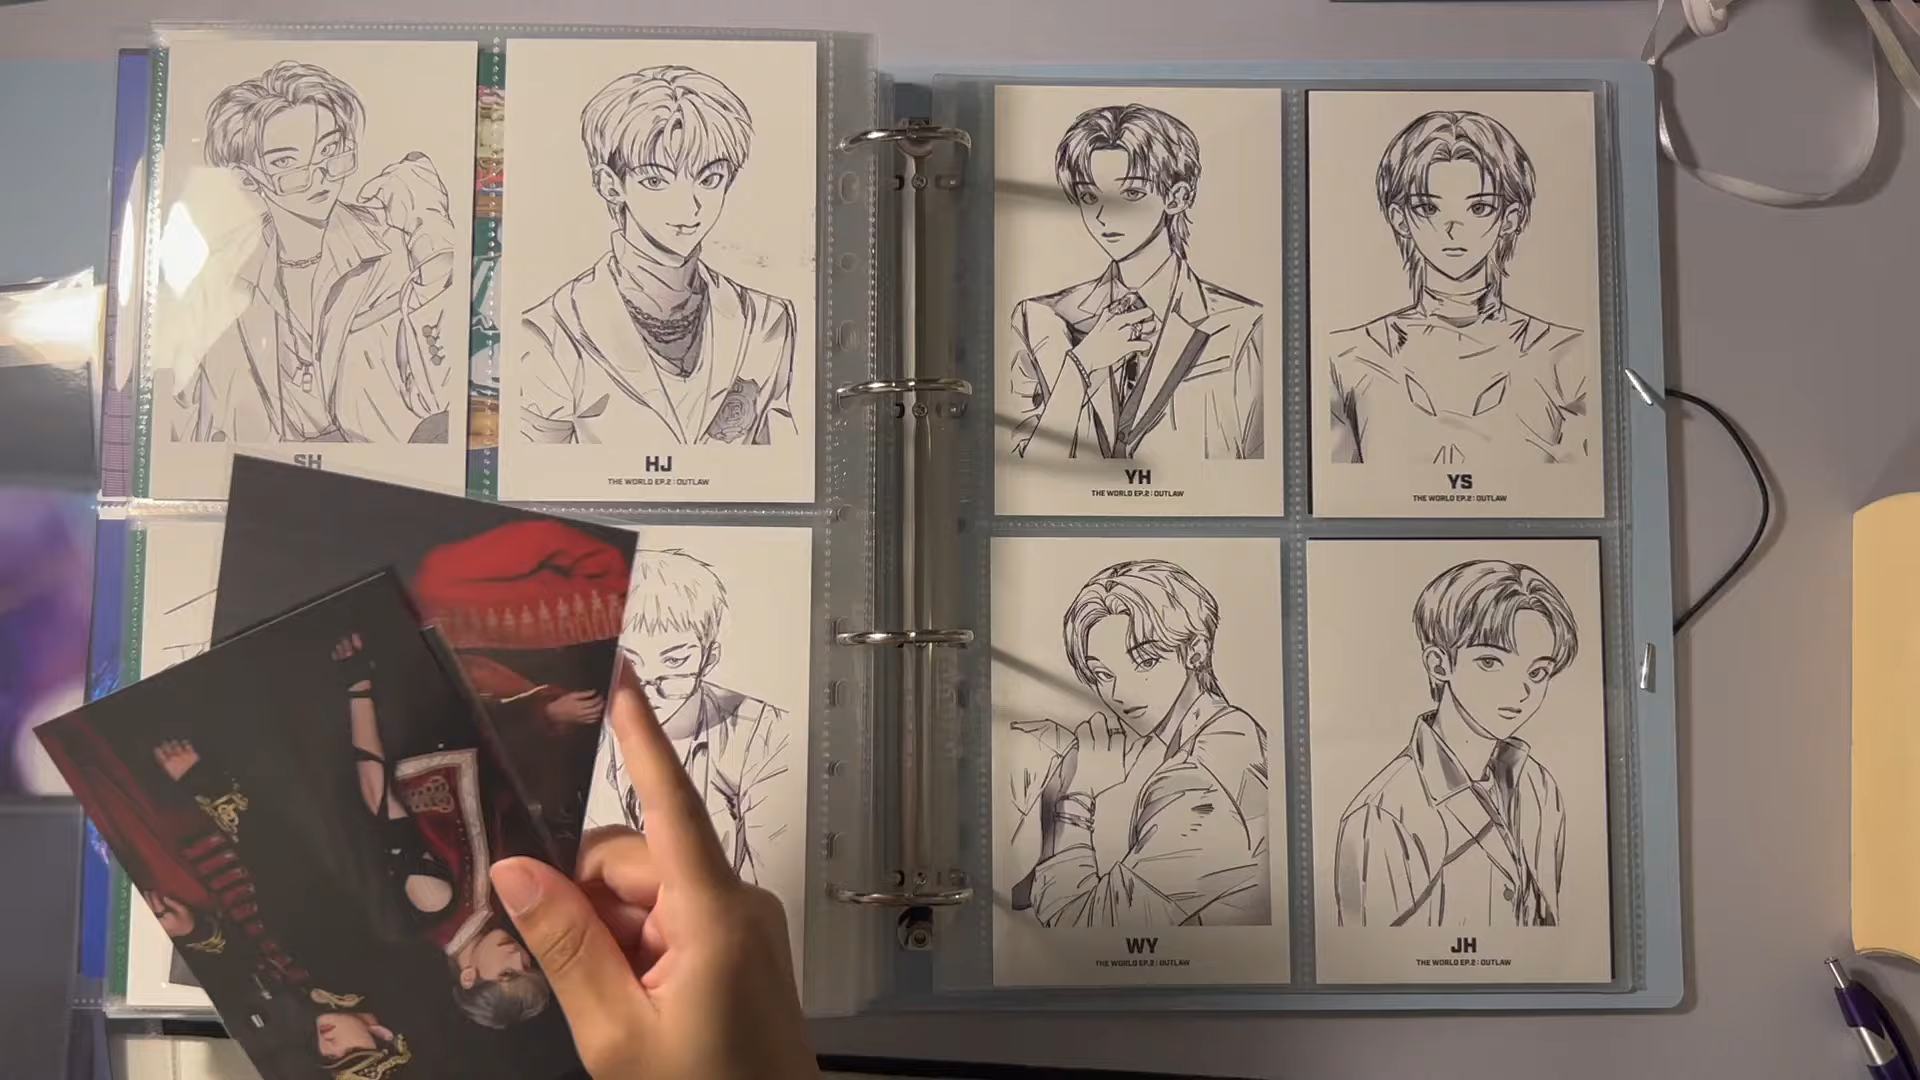 SH
HJ
THE WORLD EP.2 : OUTLAW
YH
THE WORLD EP.2 : OUTLAW
YS
THE WORLD EP.2 : OUTLAW
WY
THE WORLD EP.2 : OUTLAW
JH
THE WORLD EP.2 : OUTLAW